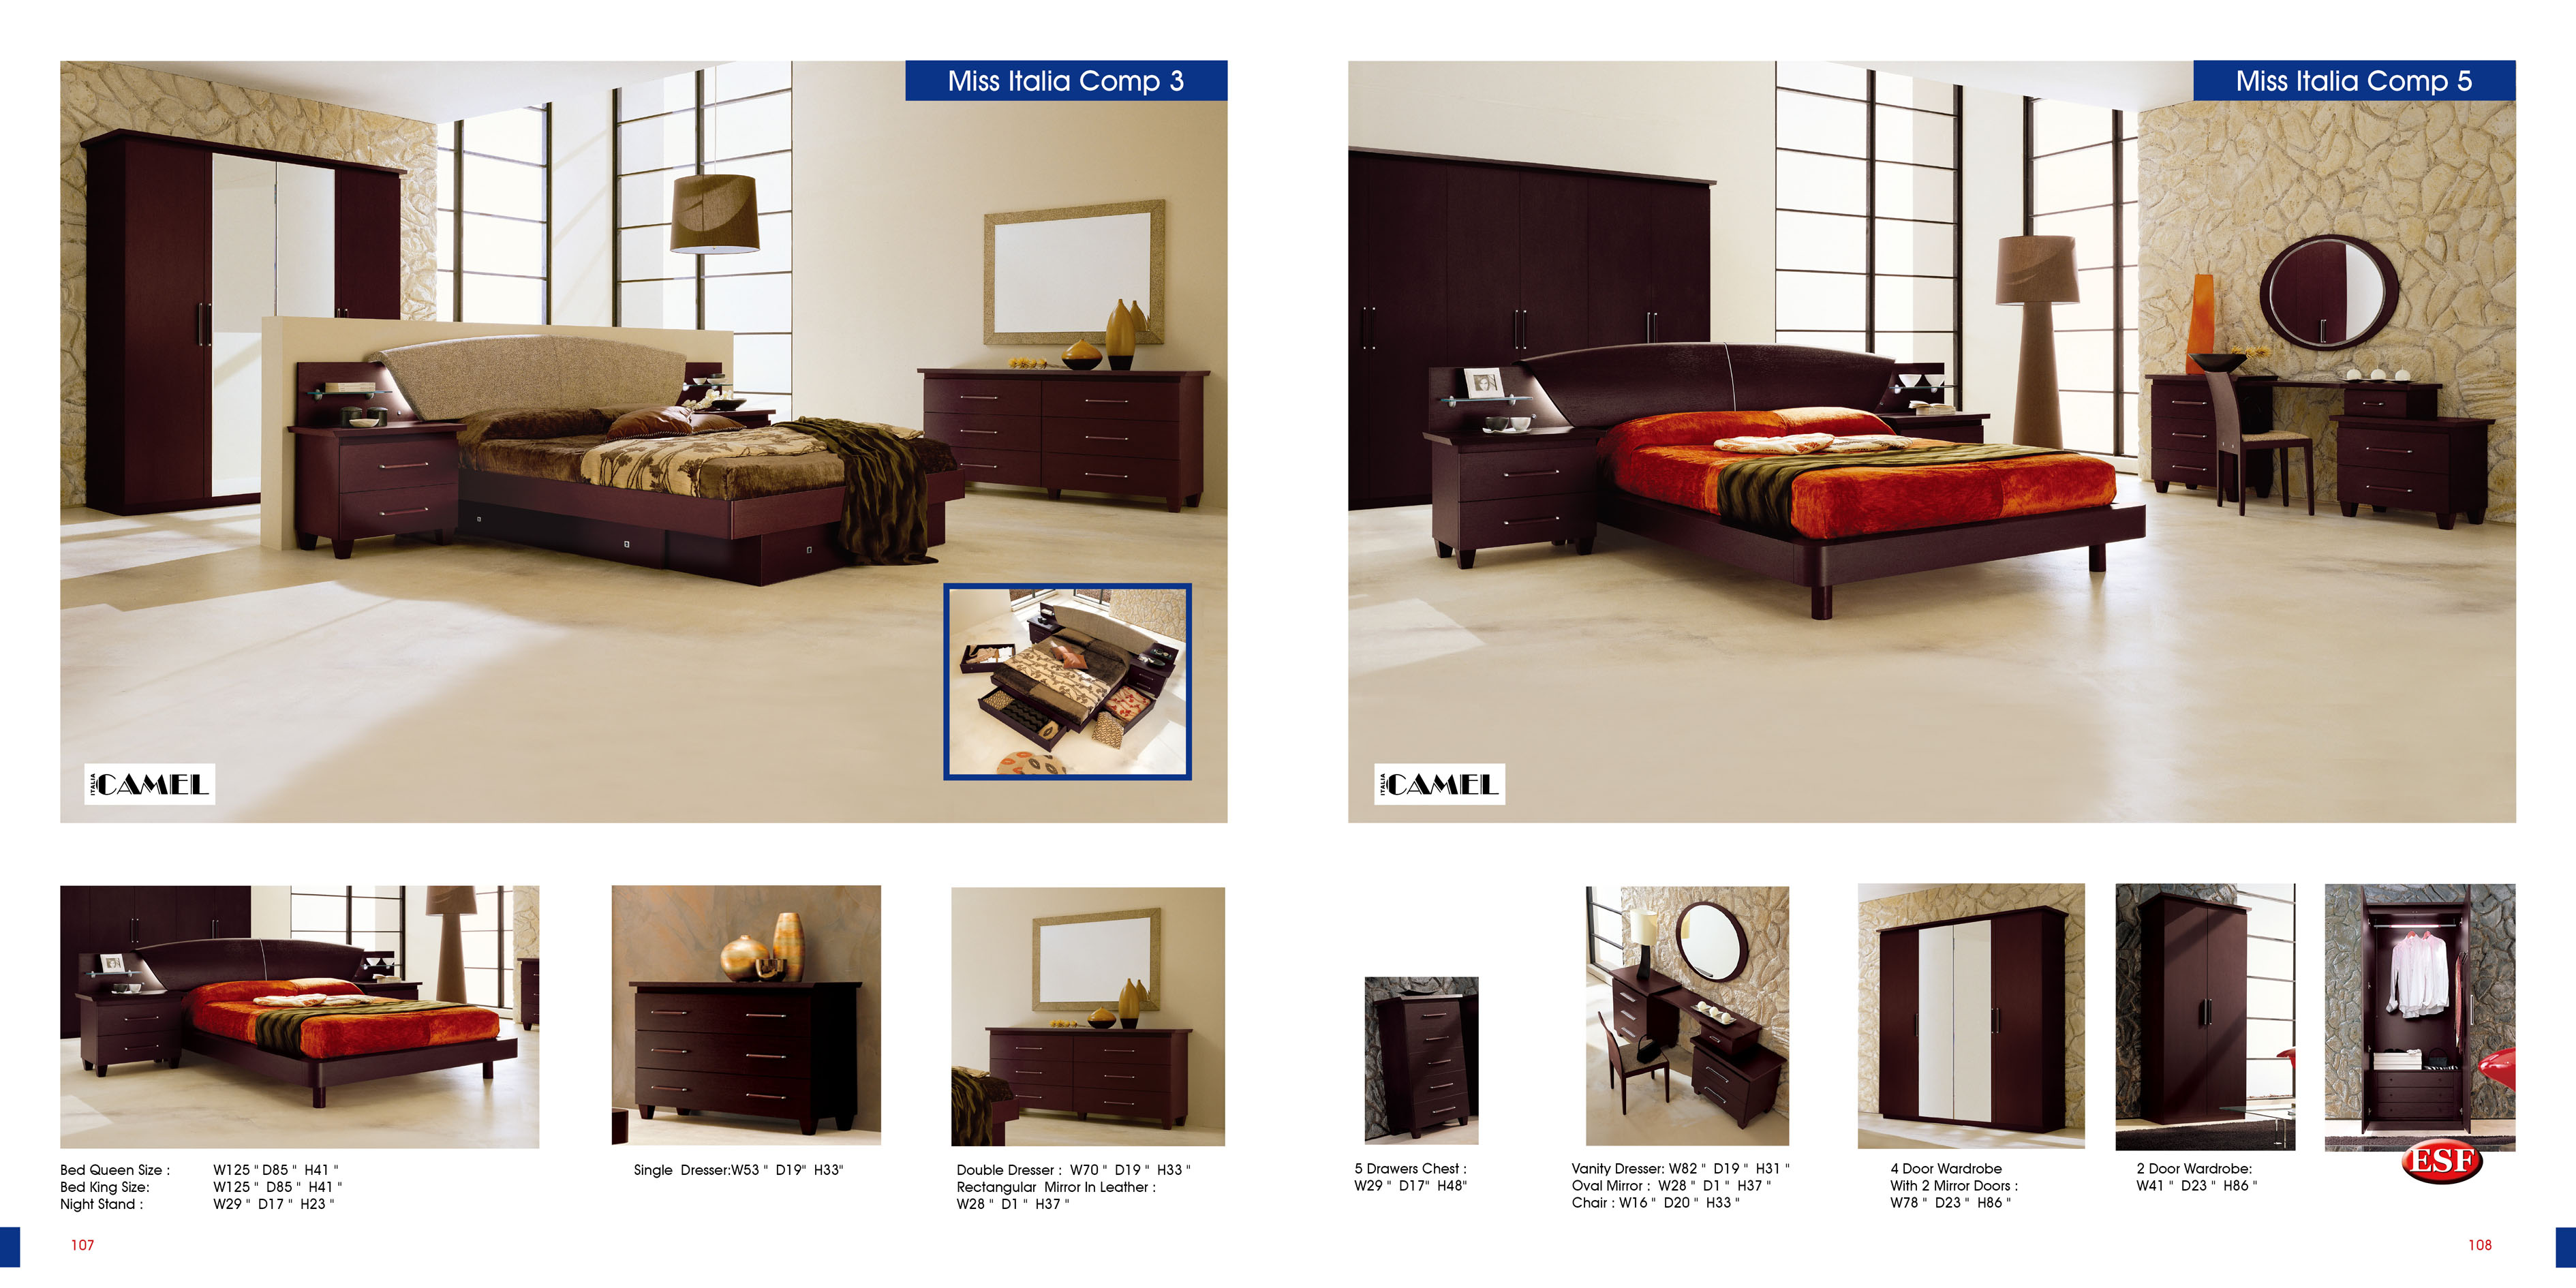 Miss Italia Comp 3
ITALIA CAMEL
Bed Queen Size : W125 " D85 " H41 "
Bed King Size: W125 " D85 " H41 "
Night Stand : W29 " D17 " H23 "
Single Dresser:W53 " D19" H33"
Double Dresser : W70 " D19 " H33 "
Rectangular Mirror In Leather :
W28 " D1 " H37 "
107
Miss Italia Comp 5
ITALIA CAMEL
5 Drawers Chest :
W29 " D17" H48"
Vanity Dresser: W82 " D19 " H31 "
Oval Mirror : W28 " D1 " H37 "
Chair : W16 " D20 " H33 "
4 Door Wardrobe
With 2 Mirror Doors :
W78 " D23 " H86 "
2 Door Wardrobe:
W41 " D23 " H86 "
ESF
108